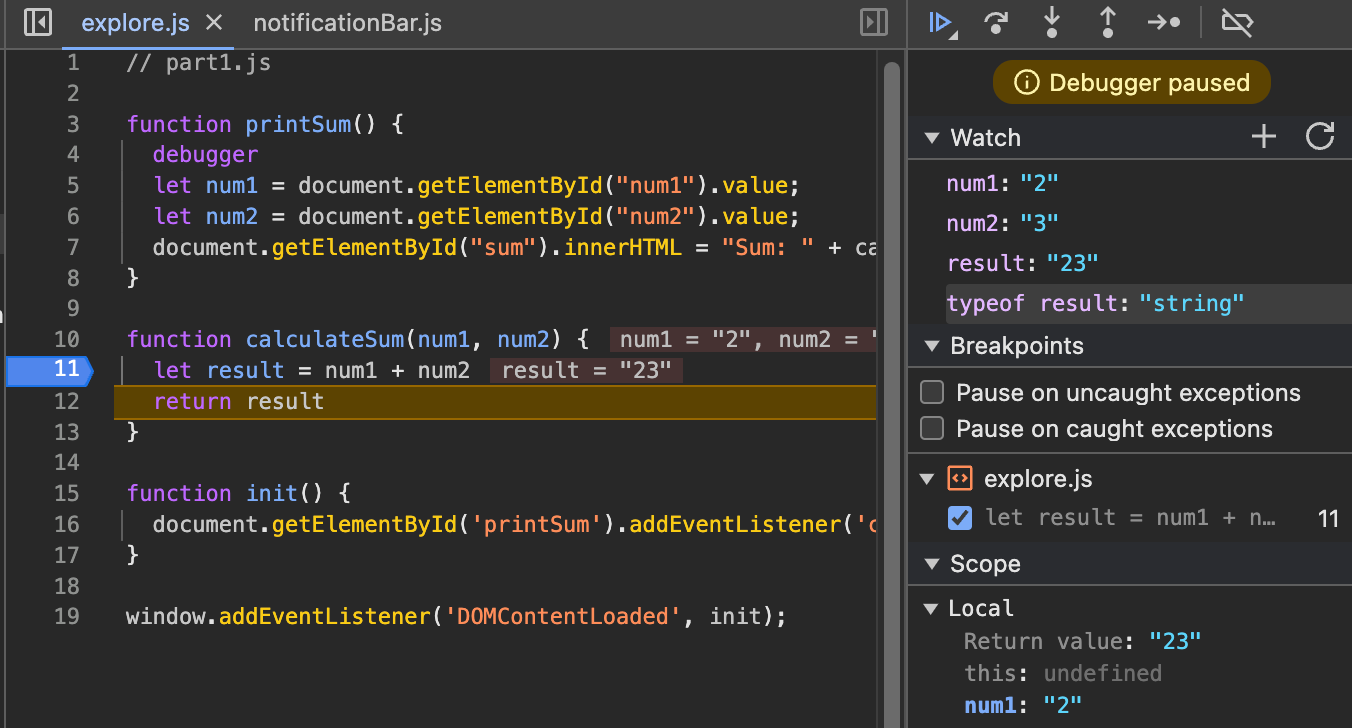 explore.js
notificationBar.js
1 // part1.js
2
3 function printSum() {
4 debugger
5 let num1 = document.getElementById("num1").value;
6 let num2 = document.getElementById("num2").value;
7 document.getElementById("sum").innerHTML = "Sum: " + ca
8 }
9
10 function calculateSum(num1, num2) { num1 = "2", num2 = "
11 let result = num1 + num2 result = "23"
12 return result
13 }
14
15 function init() {
16 document.getElementById('printSum').addEventListener('c
17 }
18
19 window.addEventListener('DOMContentLoaded', init);
Debugger paused
Watch
num1: "2"
num2: "3"
result: "23"
typeof result: "string"
Breakpoints
Pause on uncaught exceptions
Pause on caught exceptions
explore.js
let result = num1 + n… 11
Scope
Local
Return value: "23"
this: undefined
num1: "2"